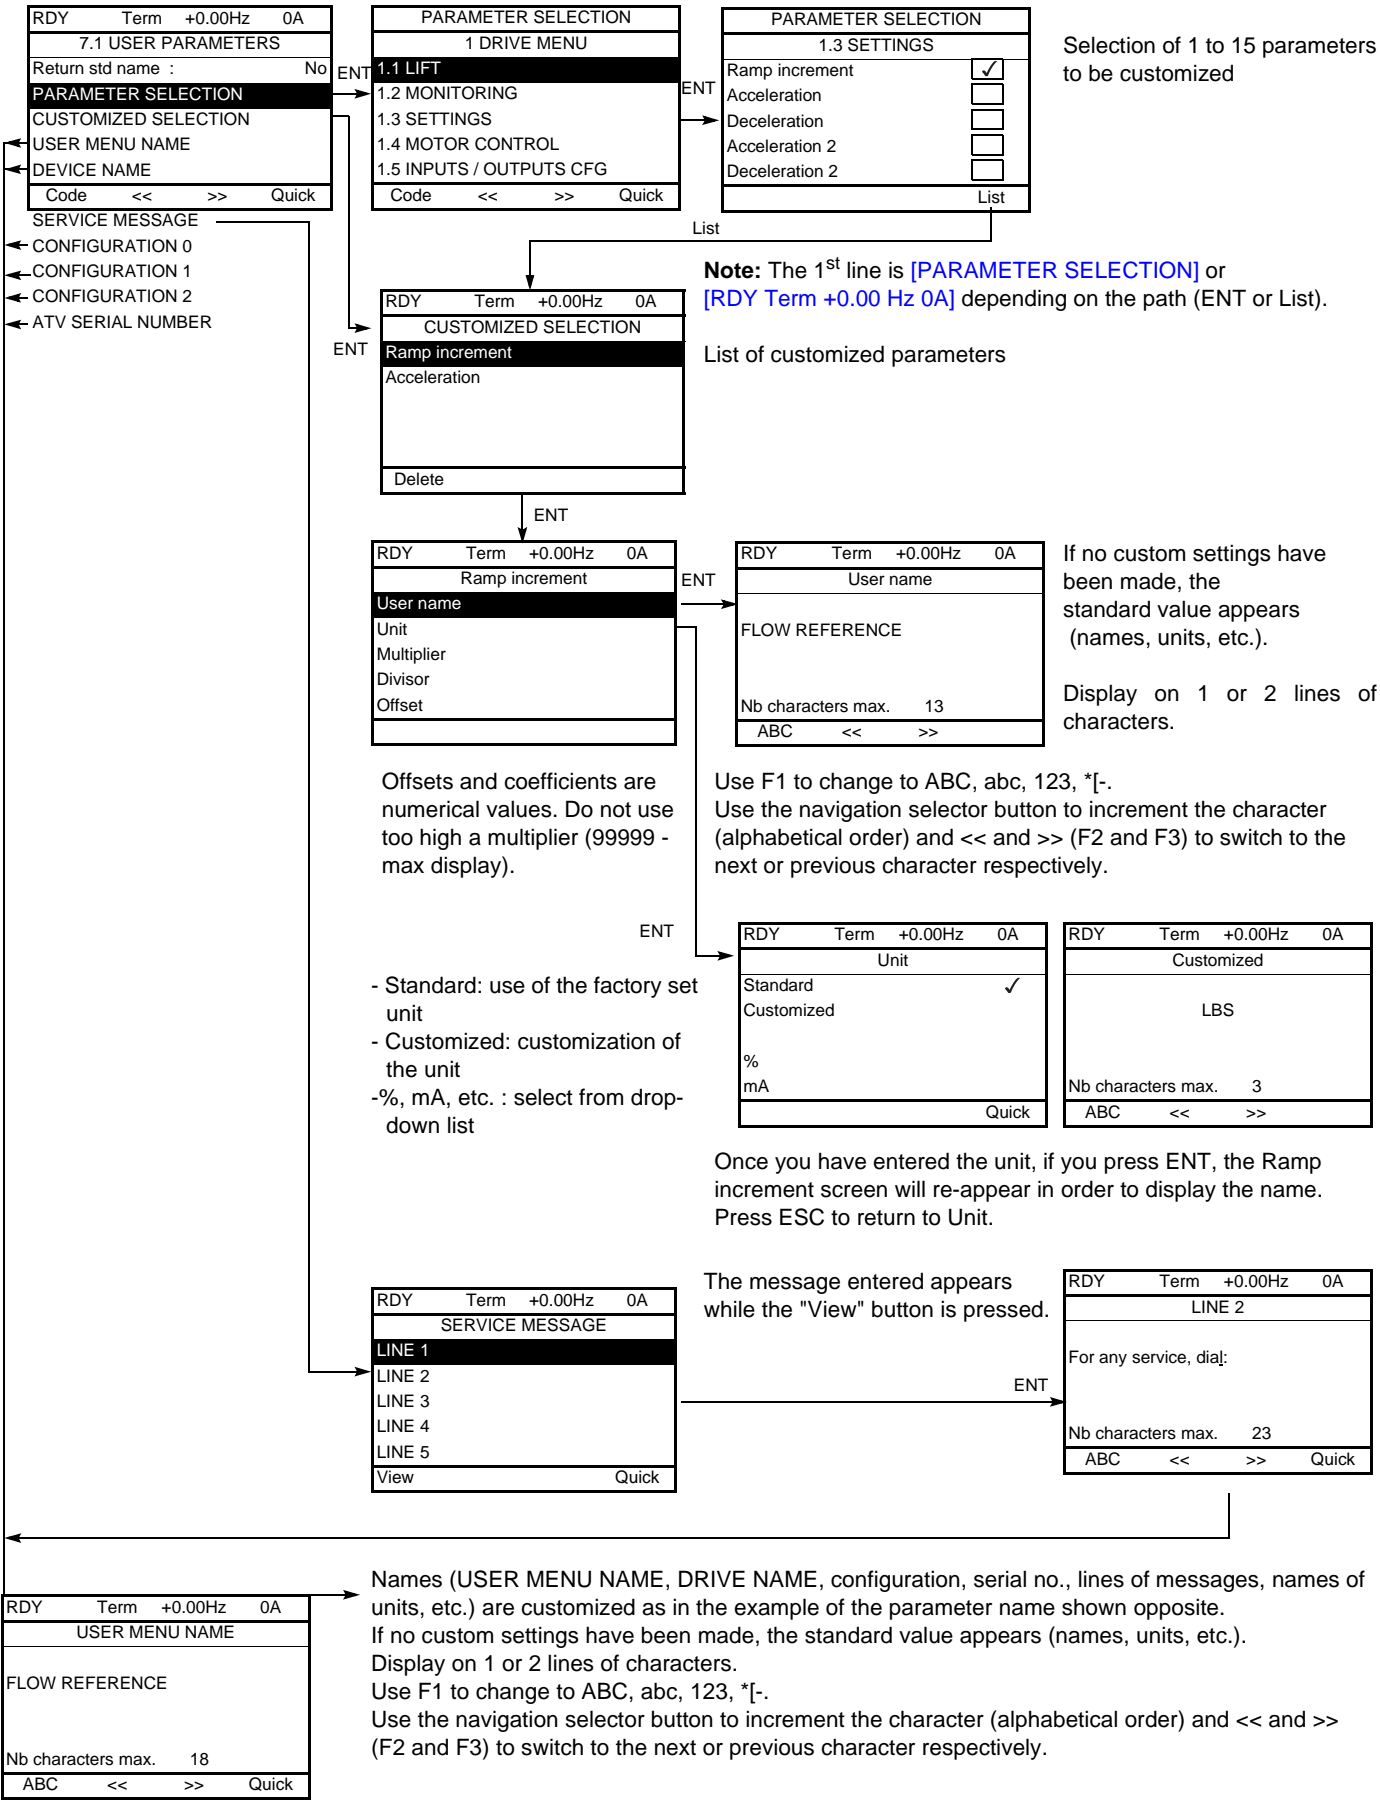 RDY Term +0.00Hz 0A
7.1 USER PARAMETERS
Return std name : No
PARAMETER SELECTION
CUSTOMIZED SELECTION
USER MENU NAME
DEVICE NAME
Code << >> Quick
SERVICE MESSAGE
CONFIGURATION 0
CONFIGURATION 1
CONFIGURATION 2
ATV SERIAL NUMBER
ENT
PARAMETER SELECTION
1 DRIVE MENU
1.1 LIFT
1.2 MONITORING
1.3 SETTINGS
1.4 MOTOR CONTROL
1.5 INPUTS / OUTPUTS CFG
Code << >> Quick
ENT
PARAMETER SELECTION
1.3 SETTINGS
Ramp increment ✓
Acceleration
Deceleration
Acceleration 2
Deceleration 2
List
Selection of 1 to 15 parameters
to be customized
List
Note: The 1st line is [PARAMETER SELECTION] or
[RDY Term +0.00 Hz 0A] depending on the path (ENT or List).
ENT
RDY Term +0.00Hz 0A
CUSTOMIZED SELECTION
Ramp increment
Acceleration
Delete
List of customized parameters
ENT
RDY Term +0.00Hz 0A
Ramp increment
User name
Unit
Multiplier
Divisor
Offset
ENT
RDY Term +0.00Hz 0A
User name
FLOW REFERENCE
Nb characters max. 13
ABC << >>
If no custom settings have
been made, the
standard value appears
(names, units, etc.).
Display on 1 or 2 lines of
characters.
Offsets and coefficients are
numerical values. Do not use
too high a multiplier (99999 -
max display).
Use F1 to change to ABC, abc, 123, *[-.
Use the navigation selector button to increment the character
(alphabetical order) and << and >> (F2 and F3) to switch to the
next or previous character respectively.
ENT
- Standard: use of the factory set
unit
- Customized: customization of
the unit
-%, mA, etc. : select from drop-
down list
RDY Term +0.00Hz 0A
Unit
Standard ✓
Customized
%
mA
Quick
RDY Term +0.00Hz 0A
Customized
LBS
Nb characters max. 3
ABC << >>
Once you have entered the unit, if you press ENT, the Ramp
increment screen will re-appear in order to display the name.
Press ESC to return to Unit.
RDY Term +0.00Hz 0A
SERVICE MESSAGE
LINE 1
LINE 2
LINE 3
LINE 4
LINE 5
View Quick
The message entered appears
while the "View" button is pressed.
ENT
RDY Term +0.00Hz 0A
LINE 2
For any service, dial:
Nb characters max. 23
ABC << >> Quick
RDY Term +0.00Hz 0A
USER MENU NAME
FLOW REFERENCE
Nb characters max. 18
ABC << >> Quick
Names (USER MENU NAME, DRIVE NAME, configuration, serial no., lines of messages, names of
units, etc.) are customized as in the example of the parameter name shown opposite.
If no custom settings have been made, the standard value appears (names, units, etc.).
Display on 1 or 2 lines of characters.
Use F1 to change to ABC, abc, 123, *[-.
Use the navigation selector button to increment the character (alphabetical order) and << and >>
(F2 and F3) to switch to the next or previous character respectively.